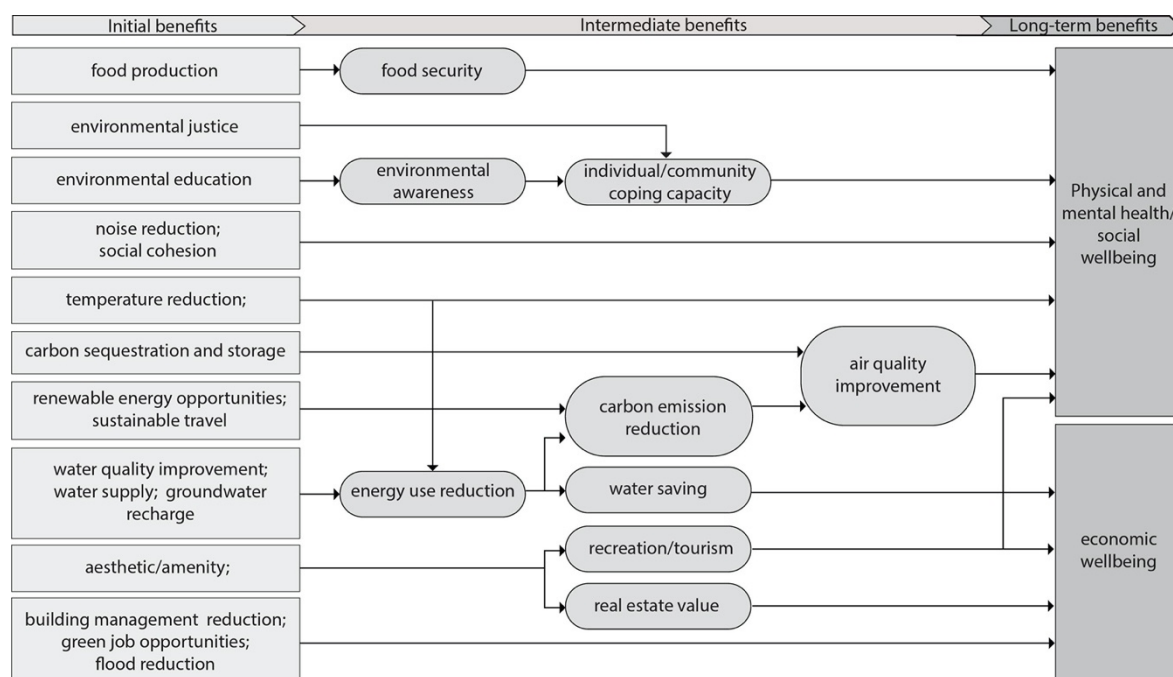 Initial benefits
Intermediate benefits
Long-term benefits
food production
food security
environmental justice
environmental education
environmental
awareness
individual/community
coping capacity
Physical and
mental health/
social
wellbeing
noise reduction;
social cohesion
temperature reduction;
carbon sequestration and storage
air quality
improvement
renewable energy opportunities;
sustainable travel
carbon emission
reduction
water quality improvement;
water supply; groundwater
recharge
energy use reduction
water saving
aesthetic/amenity;
recreation/tourism
real estate value
economic
wellbeing
building management reduction;
green job opportunities;
flood reduction